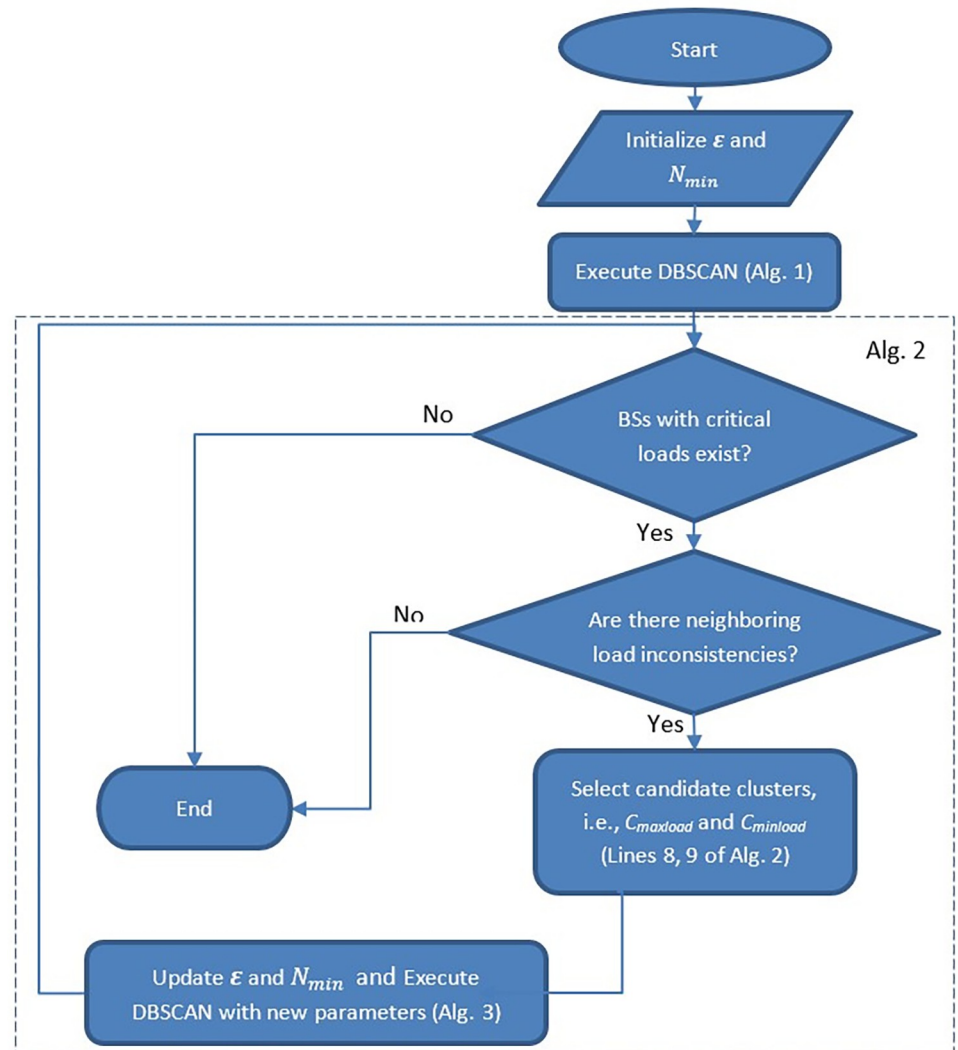 Start
Initialize ε and
N_min
Execute DBSCAN (Alg. 1)
Alg. 2
No
BSs with critical
loads exist?
Yes
No
Are there neighboring
load inconsistencies?
Yes
End
Select candidate clusters,
i.e., C_maxload and C_minload
(Lines 8, 9 of Alg. 2)
Update ε and N_min and Execute
DBSCAN with new parameters (Alg. 3)